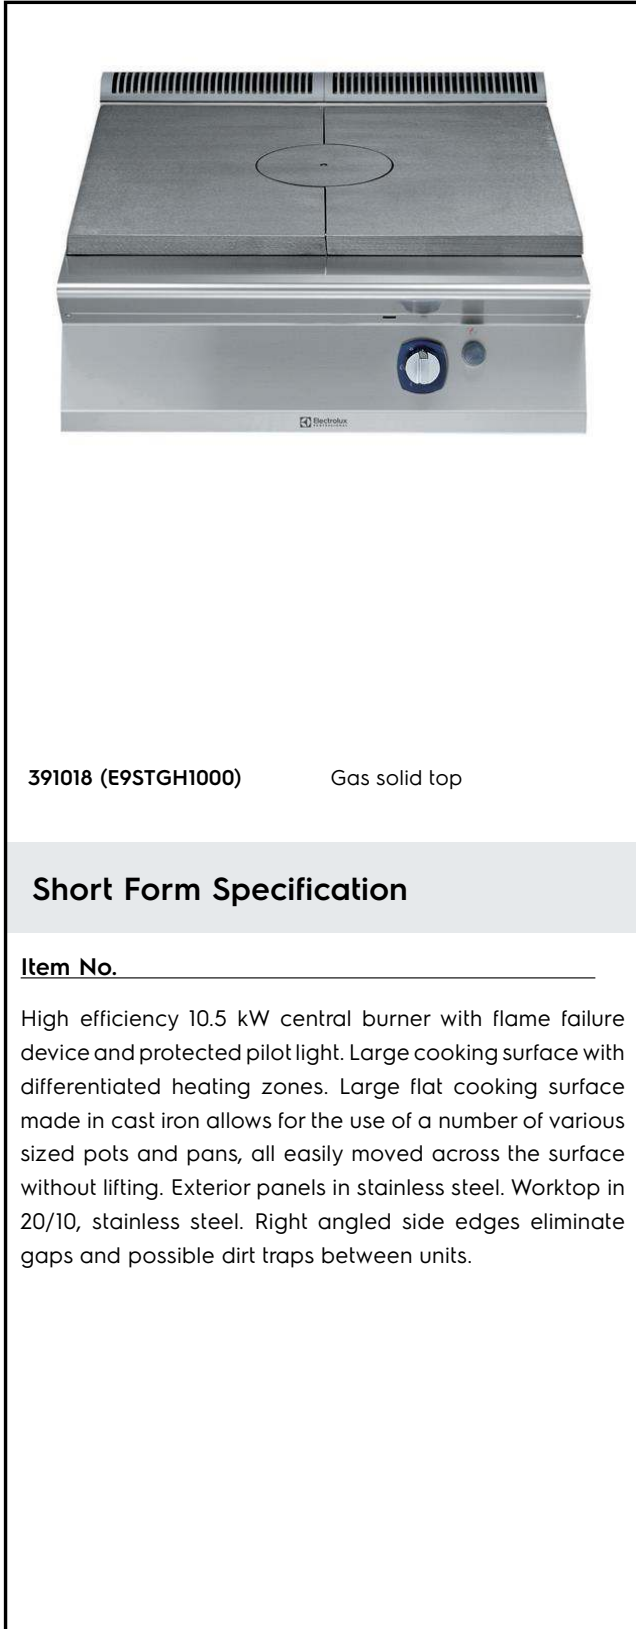 Electrolux
PROFESSIONAL
391018 (E9STGH1000) Gas solid top
Short Form Specification
Item No.
High efficiency 10.5 kW central burner with flame failure
device and protected pilot light. Large cooking surface with
differentiated heating zones. Large flat cooking surface
made in cast iron allows for the use of a number of various
sized pots and pans, all easily moved across the surface
without lifting. Exterior panels in stainless steel. Worktop in
20/10, stainless steel. Right angled side edges eliminate
gaps and possible dirt traps between units.